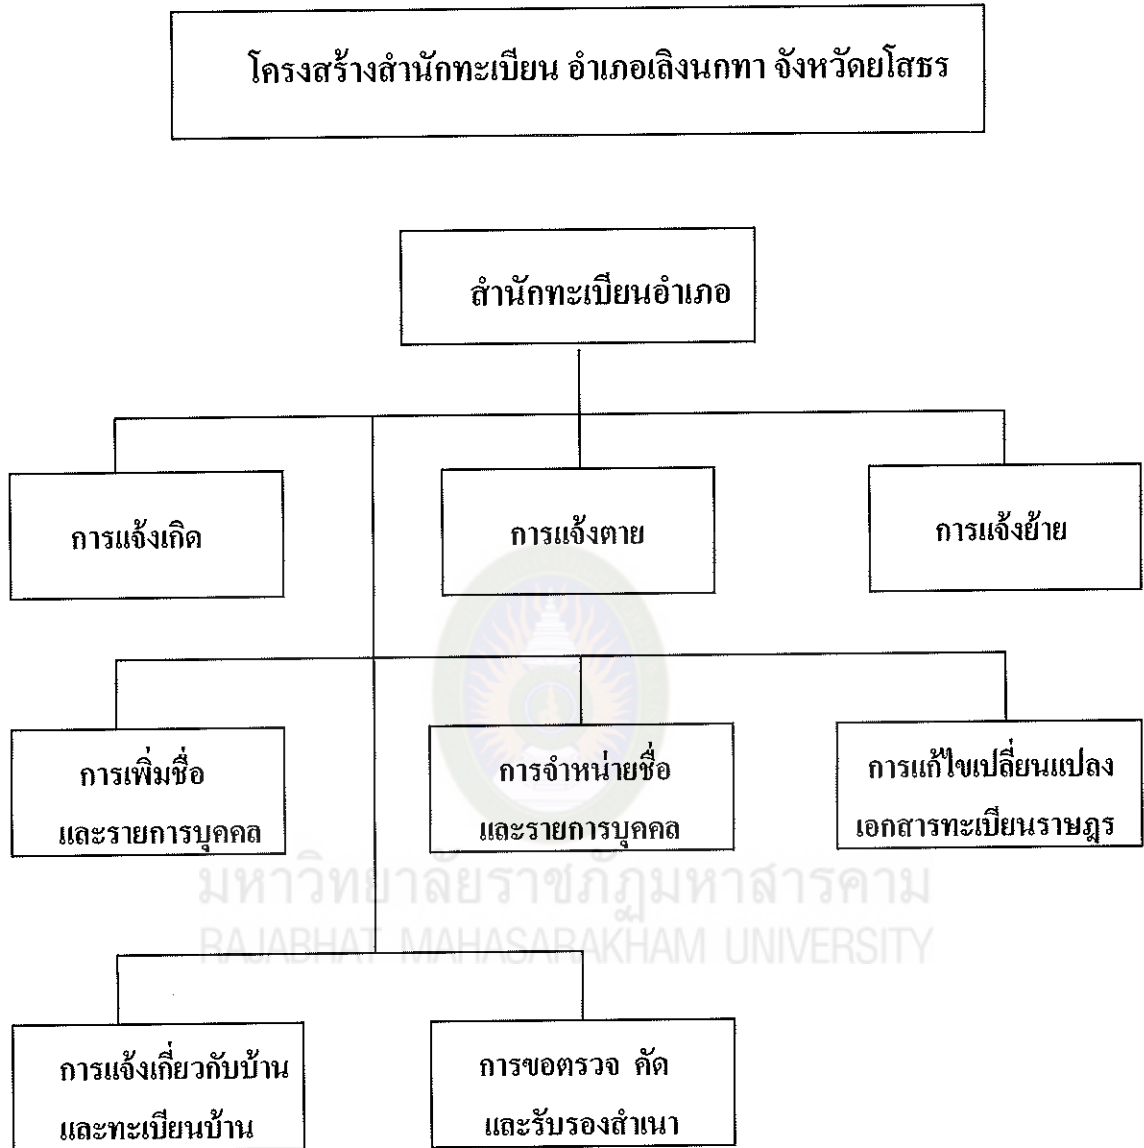 โครงสร้างสำนักทะเบียน อำเภอเลิงนกทา จังหวัดยโสธร
สำนักทะเบียนอำเภอ
การแจ้งเกิด
การแจ้งตาย
การแจ้งย้าย
การเพิ่มชื่อ
และรายการบุคคล
การจำหน่ายชื่อ
และรายการบุคคล
การแก้ไขเปลี่ยนแปลง
เอกสารทะเบียนราษฎร
มหาวิทยาลัยราชภัฏมหาสารคาม
RAJABHAT MAHASARAKHAM UNIVERSITY
การแจ้งเกี่ยวกับบ้าน
และทะเบียนบ้าน
การขอตรวจ คัด
และรับรองสำเนา